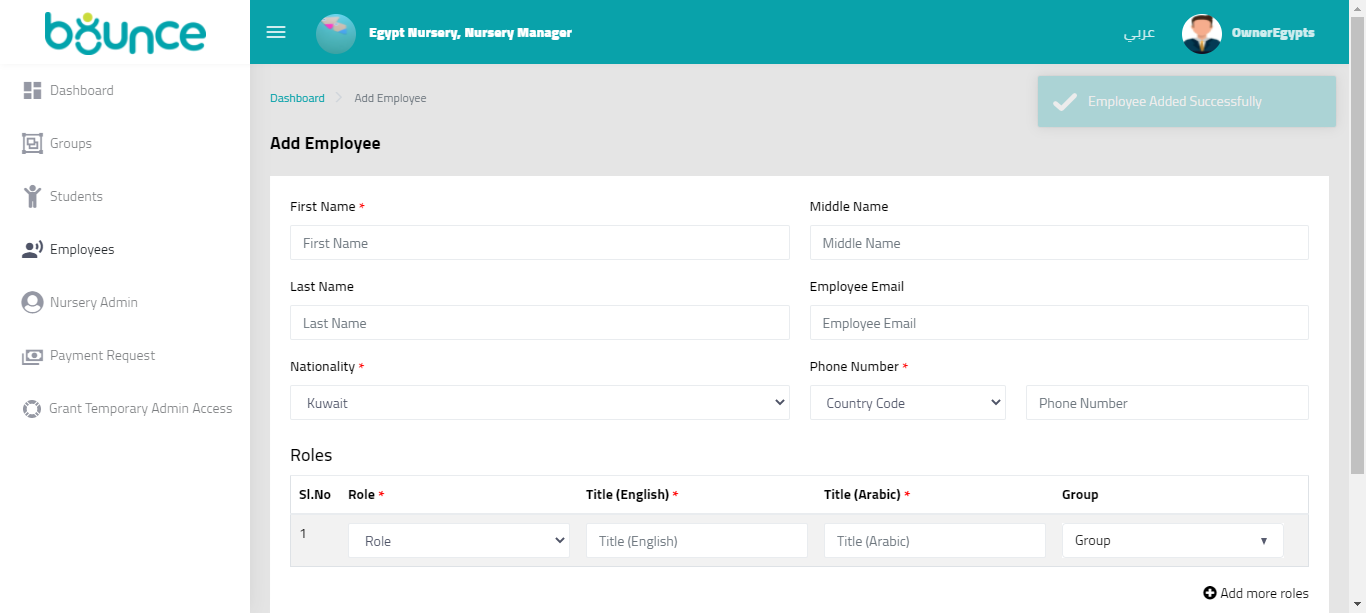 bounce
Egypt Nursery, Nursery Manager
عربي
OwnerEgypts
Dashboard
Groups
Students
Employees
Nursery Admin
Payment Request
Grant Temporary Admin Access
Dashboard
Add Employee
Employee Added Successfully
Add Employee
First Name *
Middle Name
First Name
Middle Name
Last Name
Employee Email
Last Name
Employee Email
Nationality *
Phone Number *
Kuwait
Country Code
Phone Number
Roles
Sl.No Role * Title (English) * Title (Arabic) * Group
1 Role Title (English) Title (Arabic) Group
Add more roles